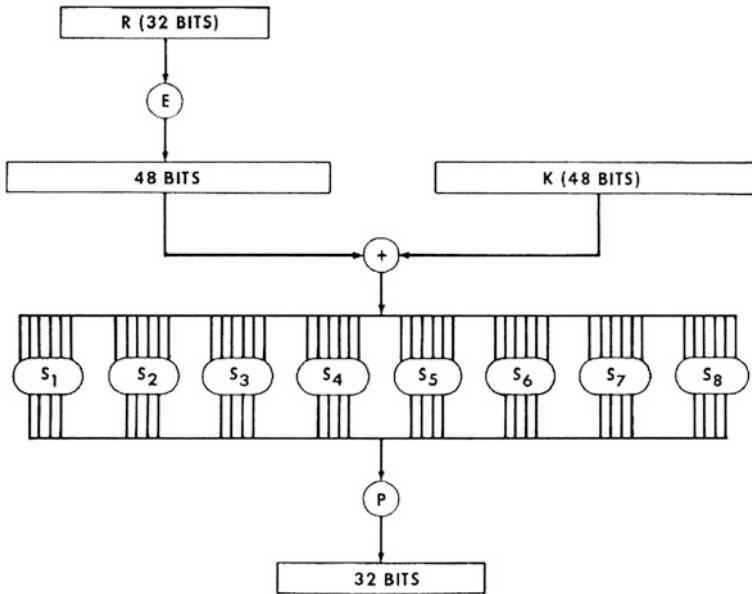 R (32 BITS)
E
48 BITS
K (48 BITS)
+
S1 S2 S3 S4 S5 S6 S7 S8
P
32 BITS